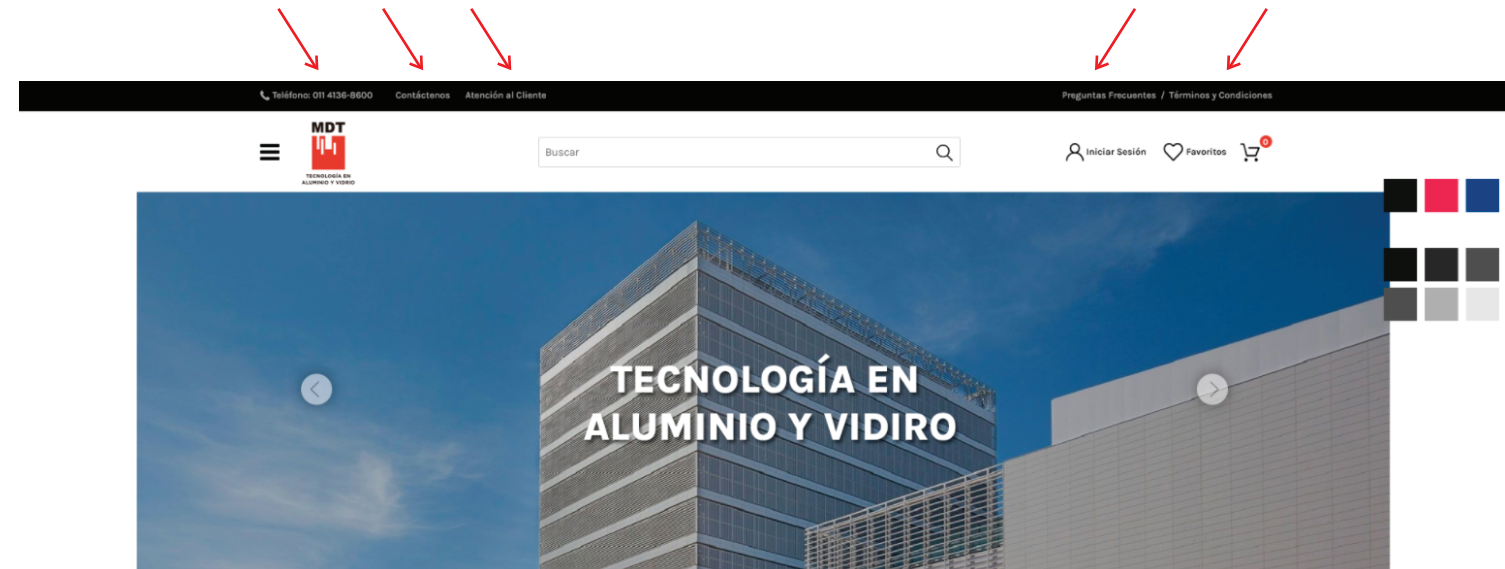 Teléfono: 011 4136-8600 Contáctenos Atención al Cliente Preguntas Frecuentes / Términos y Condiciones
MDT
TECNOLOGÍA EN
ALUMINIO Y VIDRIO
Buscar
Iniciar Sesión Favoritos 0
TECNOLOGÍA EN
ALUMINIO Y VIDIRO